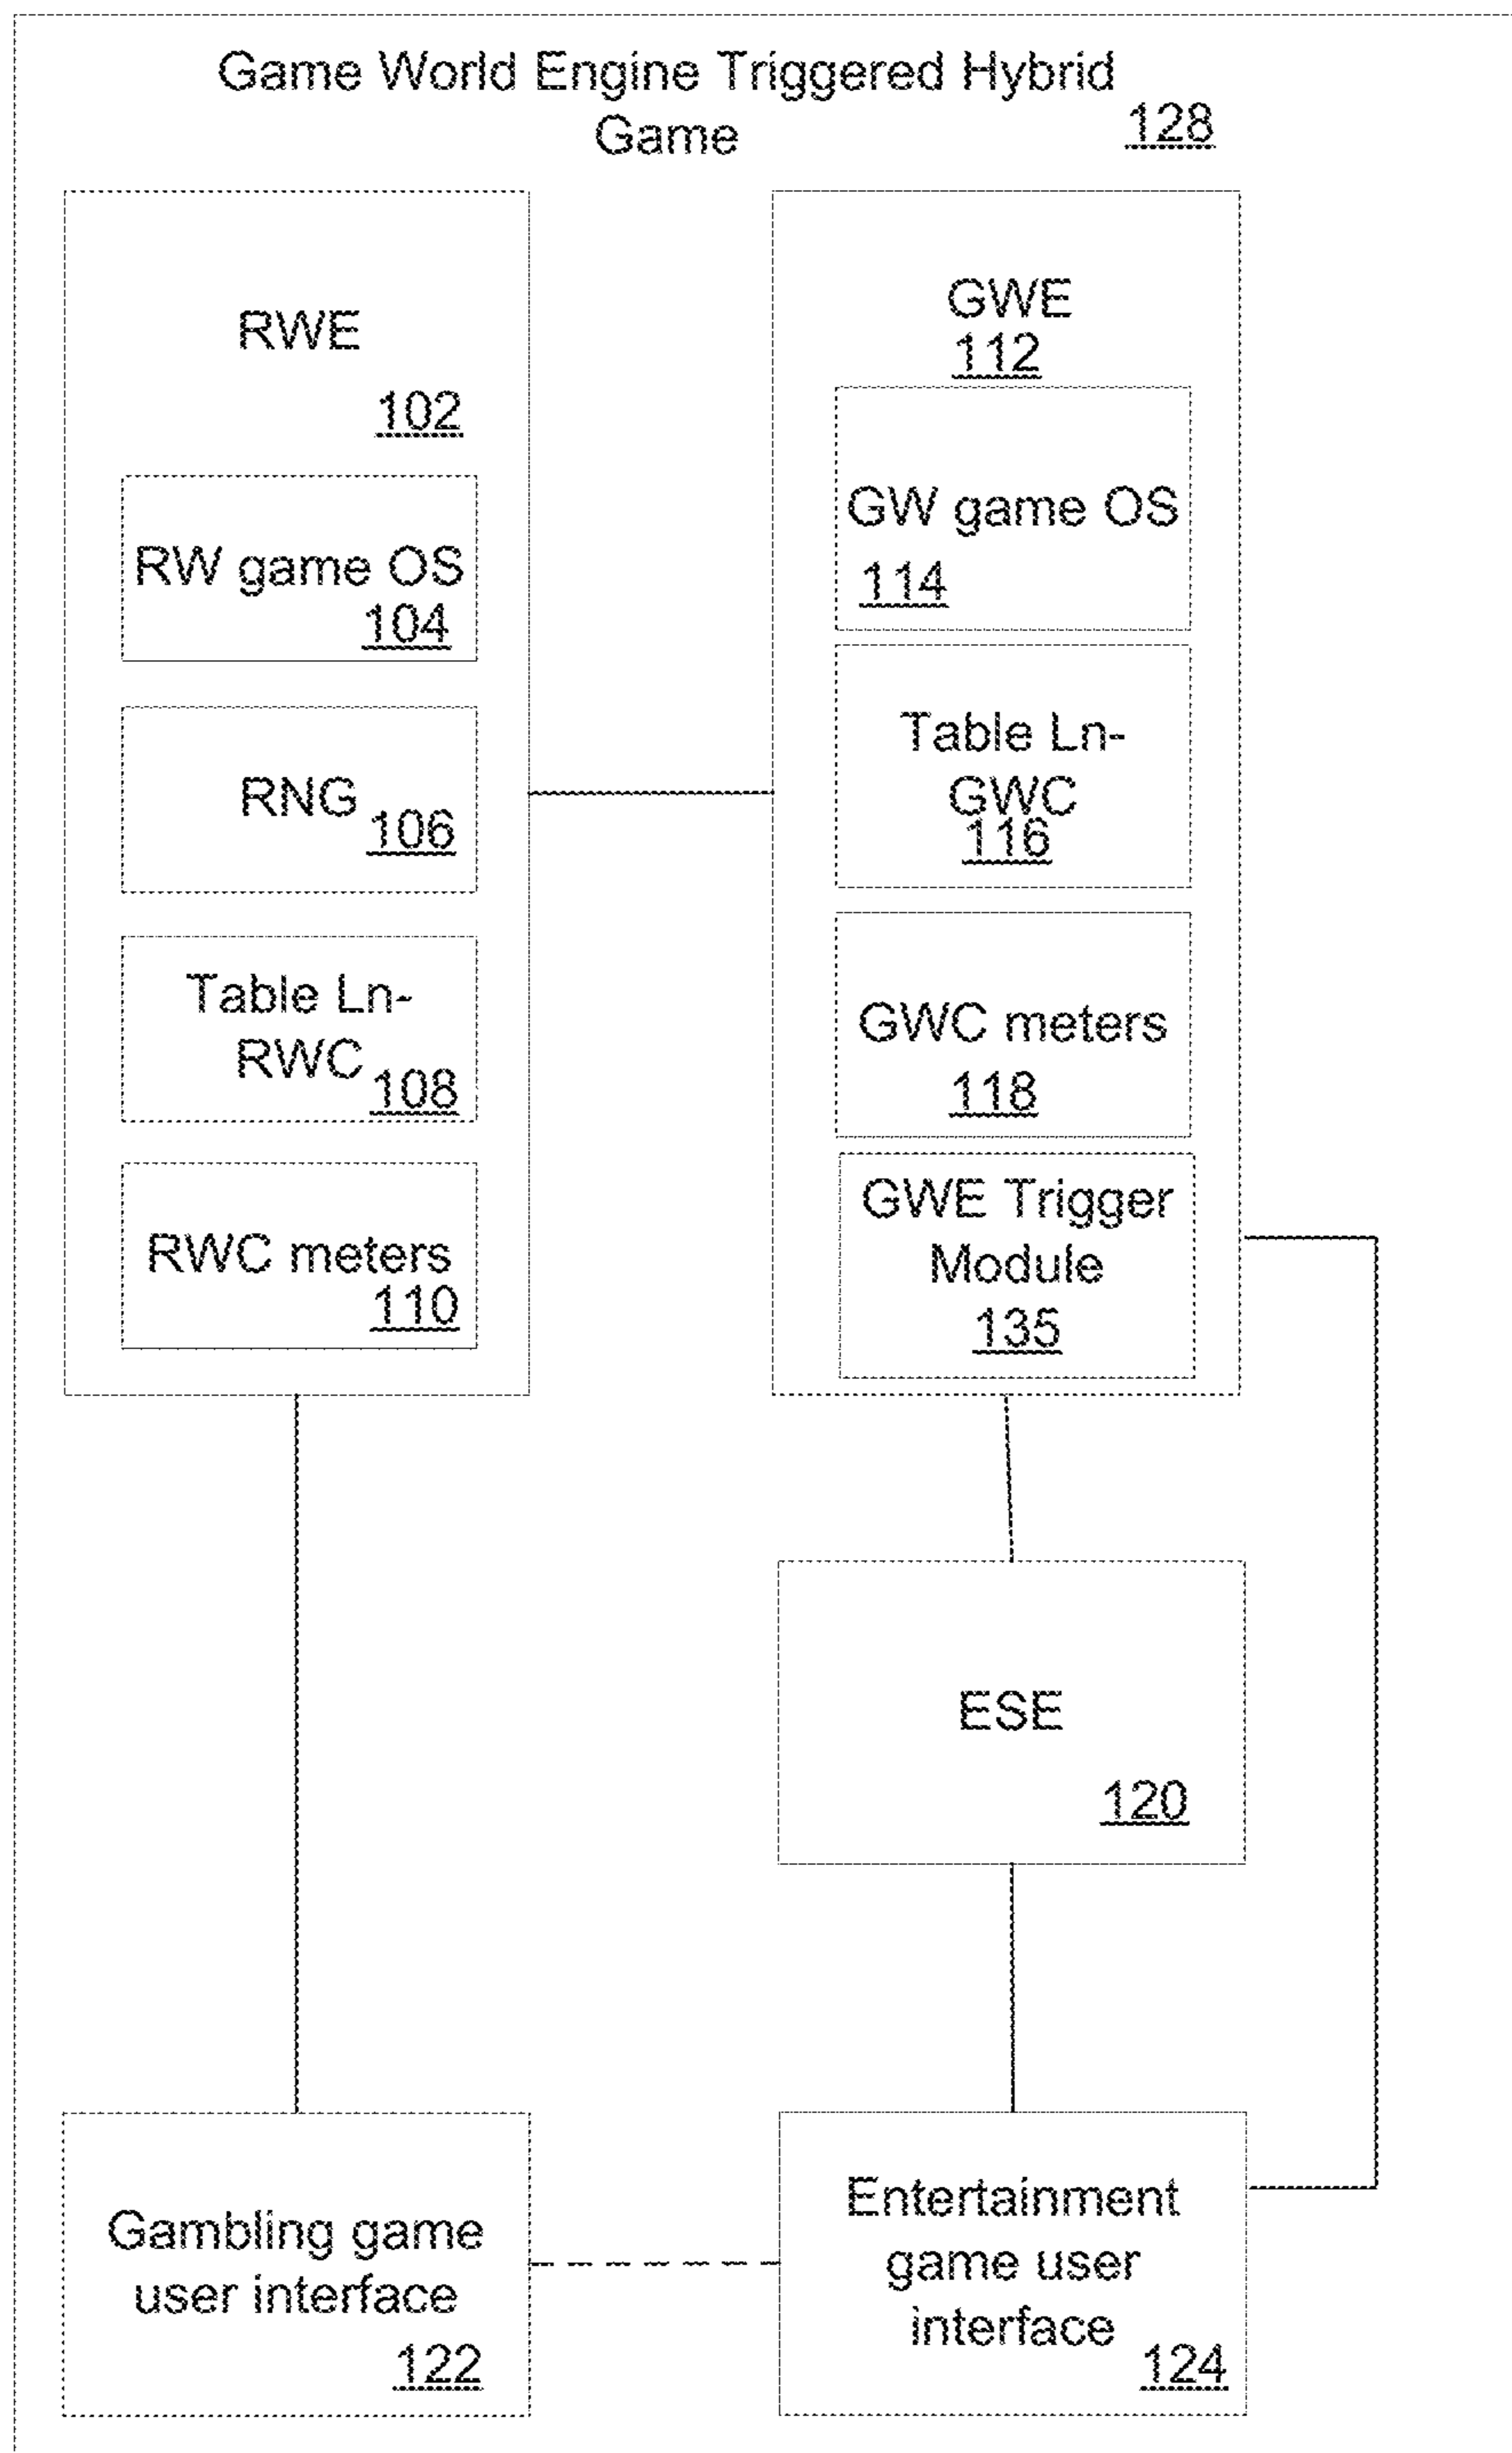 Game World Engine Triggered Hybrid
Game
128
RWE
102
RW game OS
104
RNG
106
Table Ln-
RWC
108
RWC meters
110
GWE
112
GW game OS
114
Table Ln-
GWC
116
GWC meters
118
GWE Trigger
Module
135
ESE
120
Gambling game
user interface
122
Entertainment
game user
interface
124